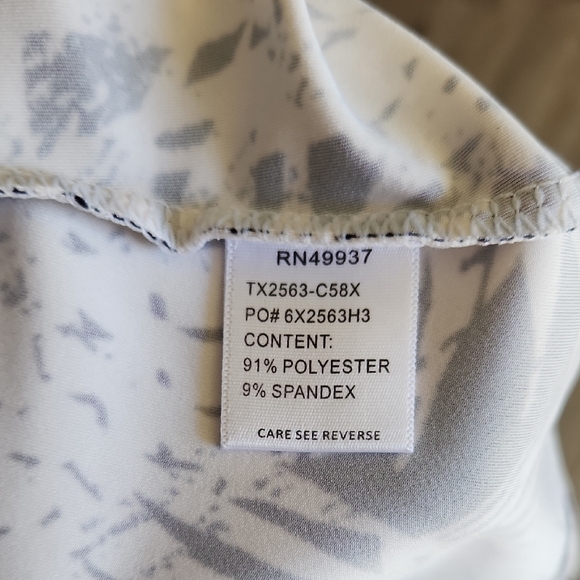 RN49937
TX2563-C58X
PO# 6X2563H3
CONTENT:
91% POLYESTER
9% SPANDEX
CARE SEE REVERSE